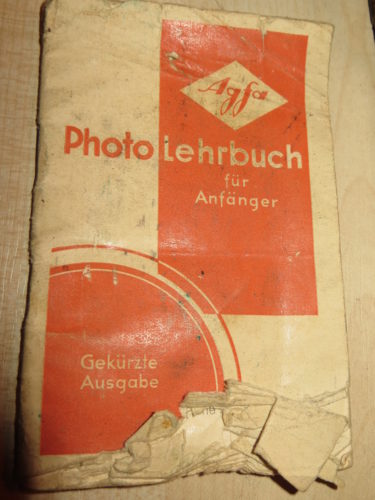 Agfa
Photo Lehrbuch
für
Anfänger
Gekürzte
Ausgabe